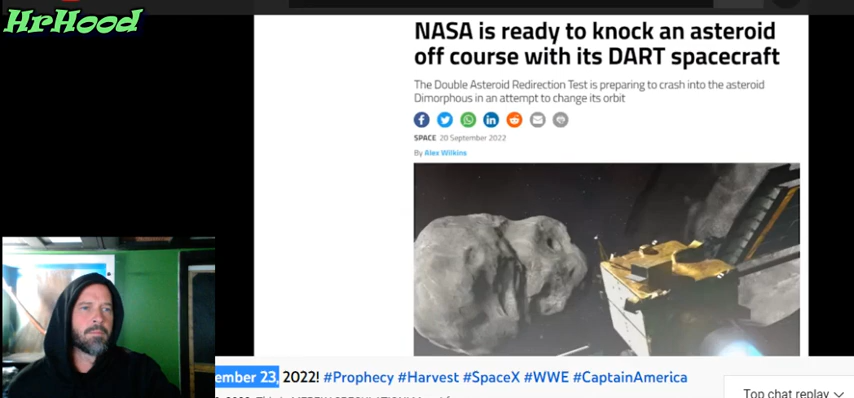 HrHood
NASA is ready to knock an asteroid
off course with its DART spacecraft
The Double Asteroid Redirection Test is preparing to crash into the asteroid
Dimorphous in an attempt to change its orbit
SPACE 20 September 2022
By Alex Wilkins
ember 23, 2022! #Prophecy #Harvest #SpaceX #WWE #CaptainAmerica
Top chat replay